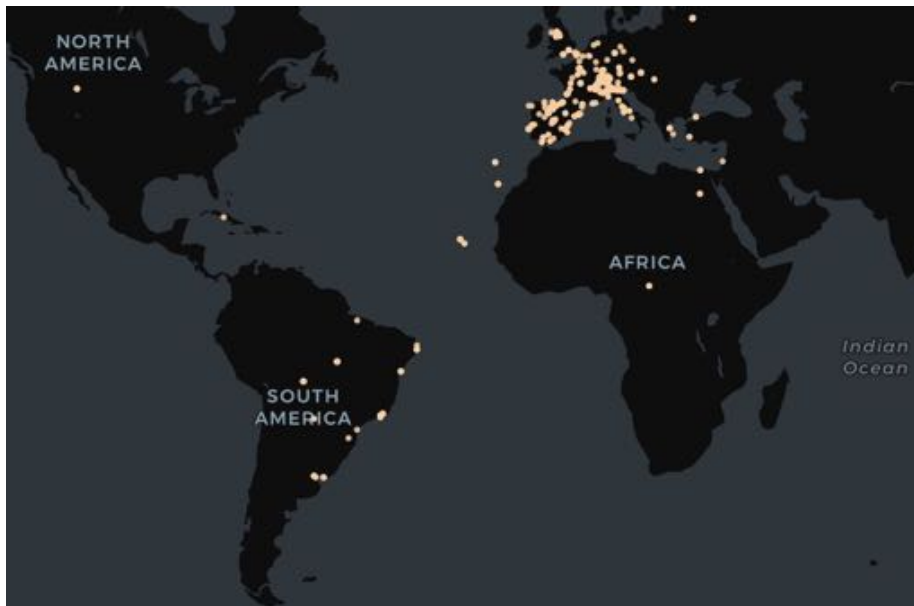 NORTH
AMERICA
AFRICA
Indian
Ocean
SOUTH
AMERICA